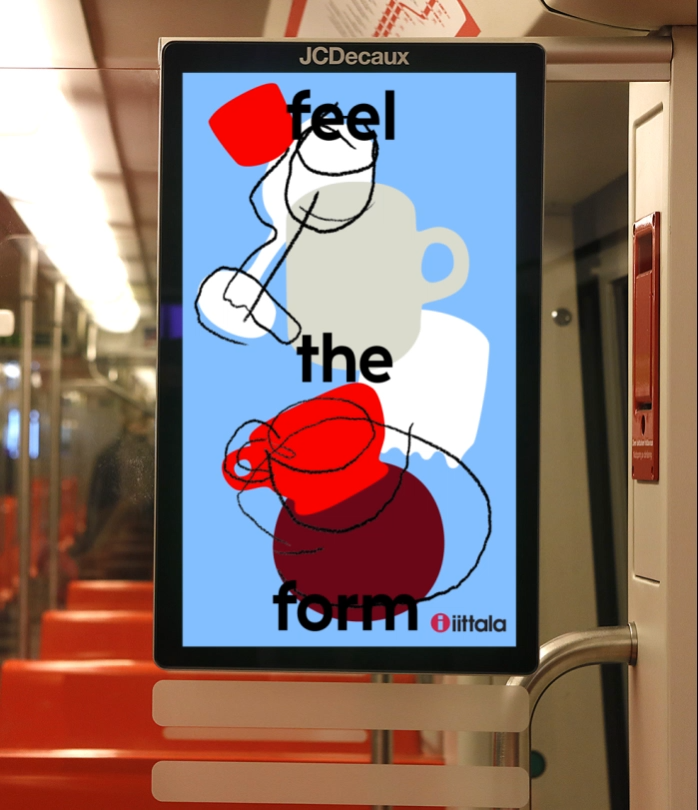 JCDecaux
feel
the
form
iittala